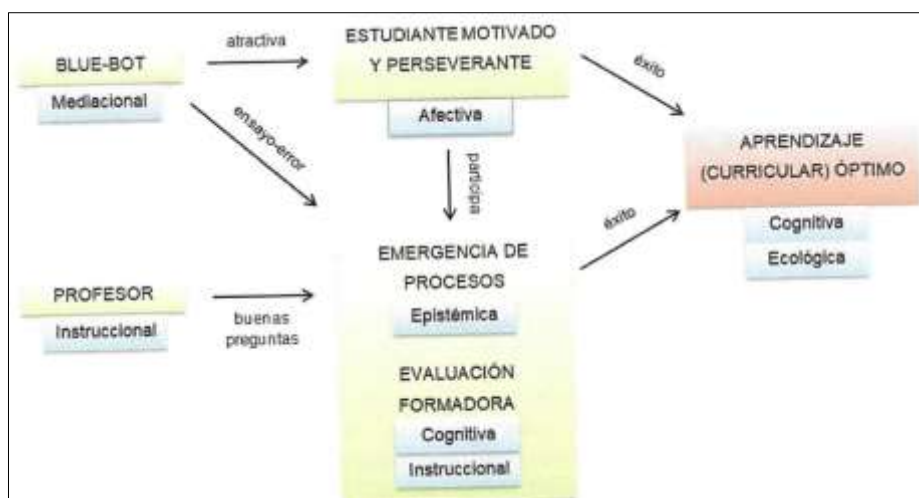 BLUE-BOT
Mediacional
atractiva
ensayo-error
ESTUDIANTE MOTIVADO
Y PERSEVERANTE
Afectiva
participa
éxito
PROFESOR
Instruccional
buenas
preguntas
EMERGENCIA DE
PROCESOS
Epistémica
EVALUACIÓN
FORMADORA
Cognitiva
Instruccional
éxito
APRENDIZAJE
(CURRICULAR) ÓPTIMO
Cognitiva
Ecológica